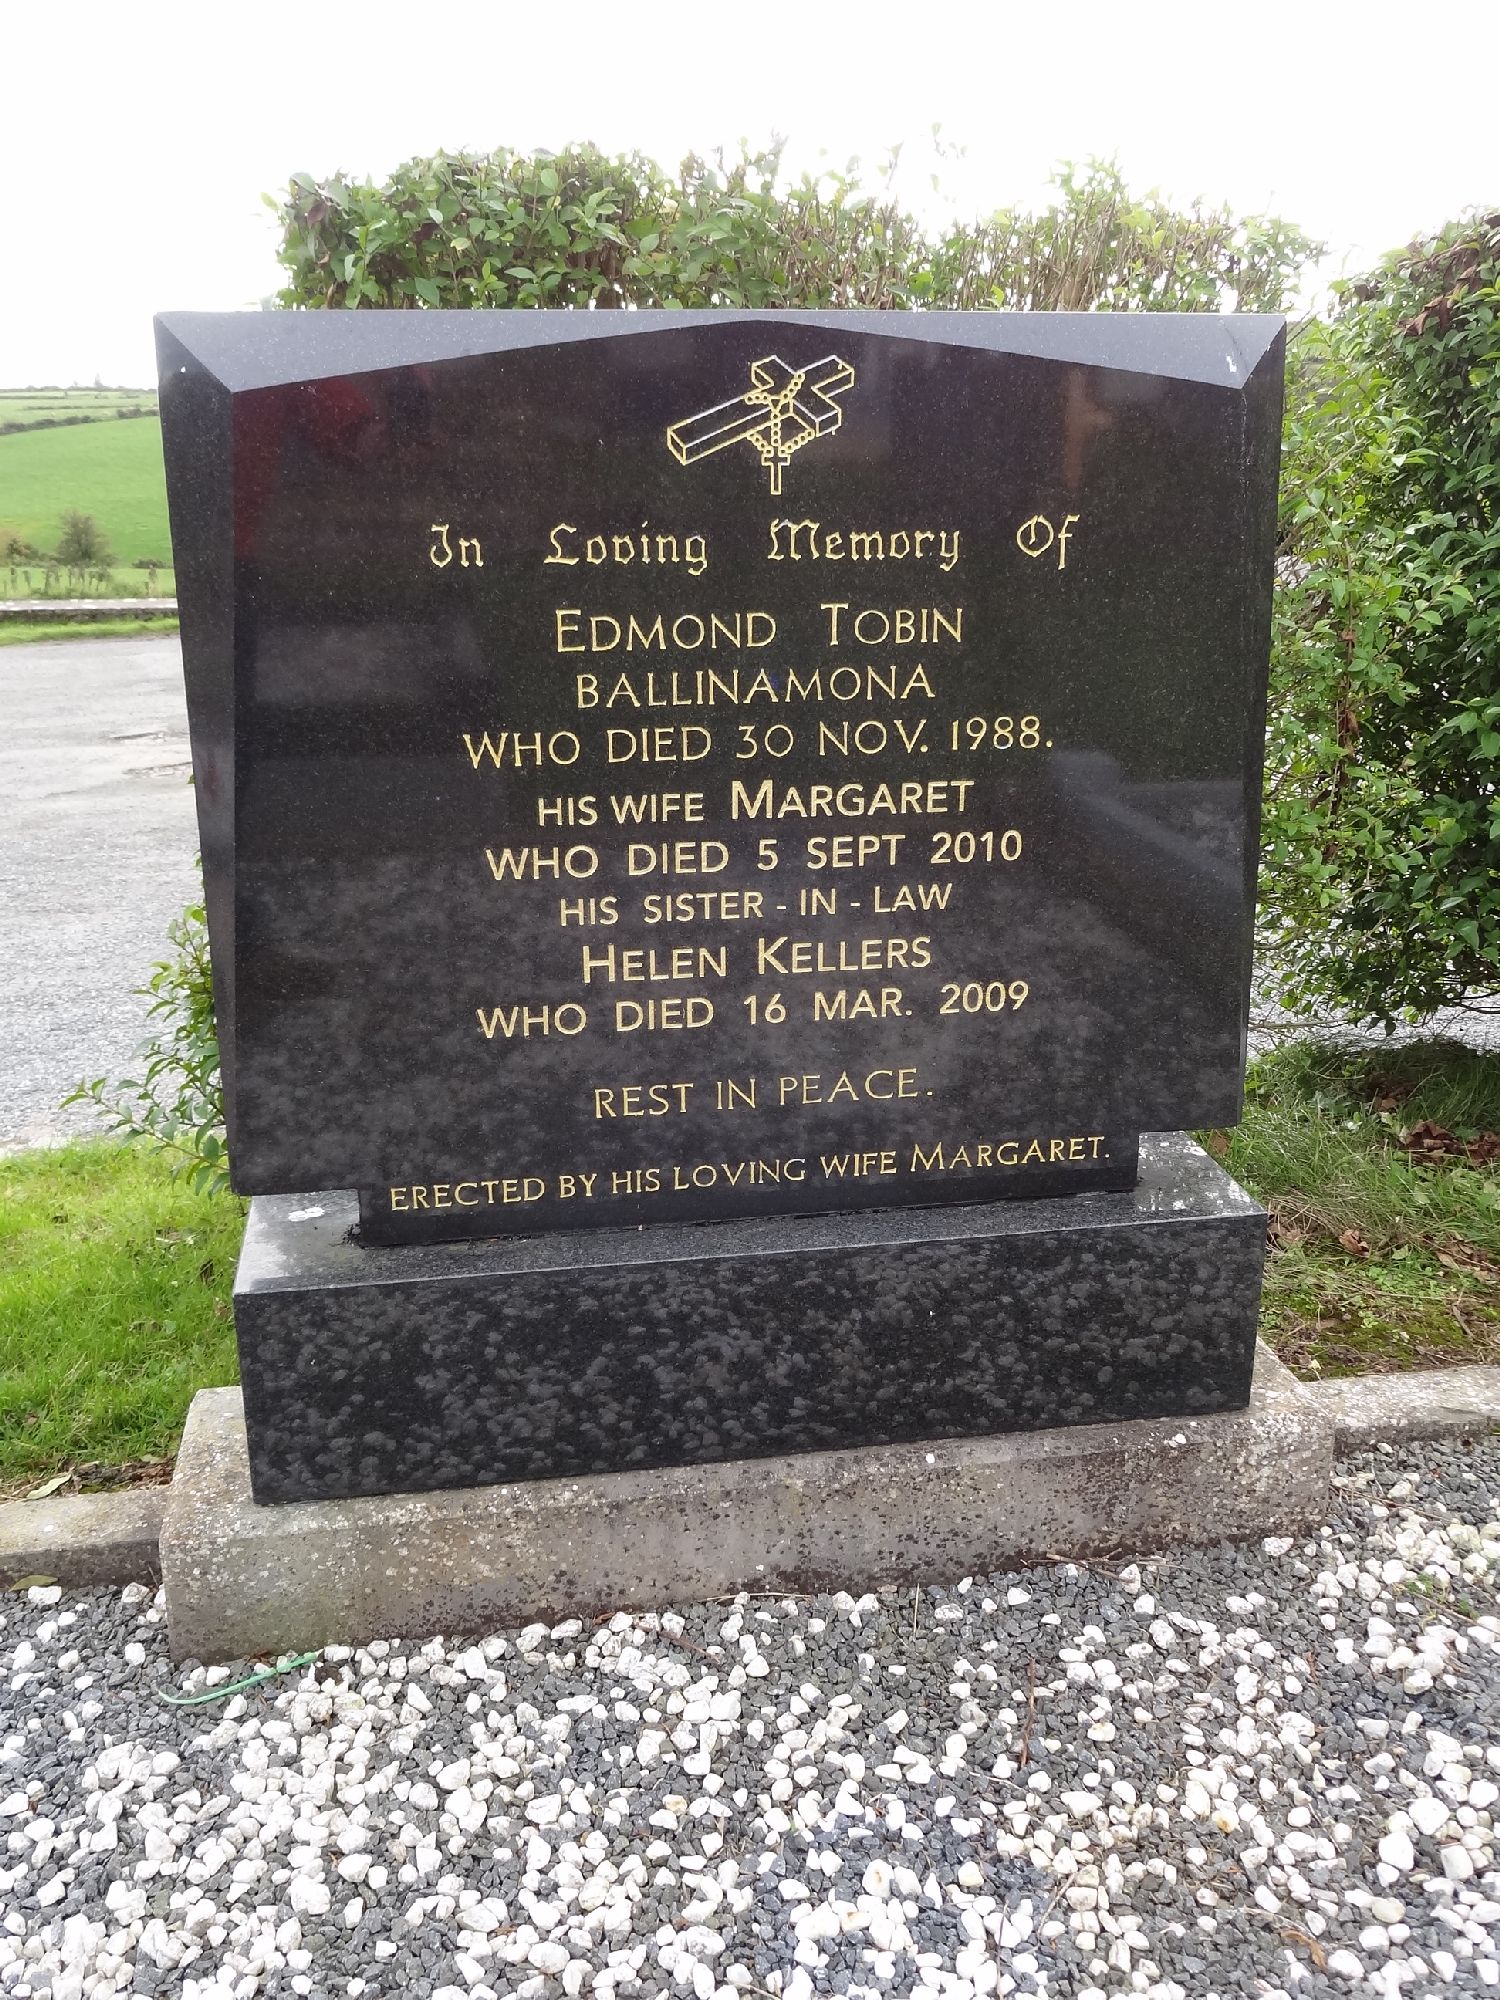 In Loving Memory Of
EDMOND TOBIN
BALLINAMONA
WHO DIED 30 NOV. 1988.
HIS WIFE MARGARET
WHO DIED 5 SEPT 2010
HIS SISTER - IN - LAW
HELEN KELLERS
WHO DIED 16 MAR. 2009
REST IN PEACE.
ERECTED BY HIS LOVING WIFE MARGARET.